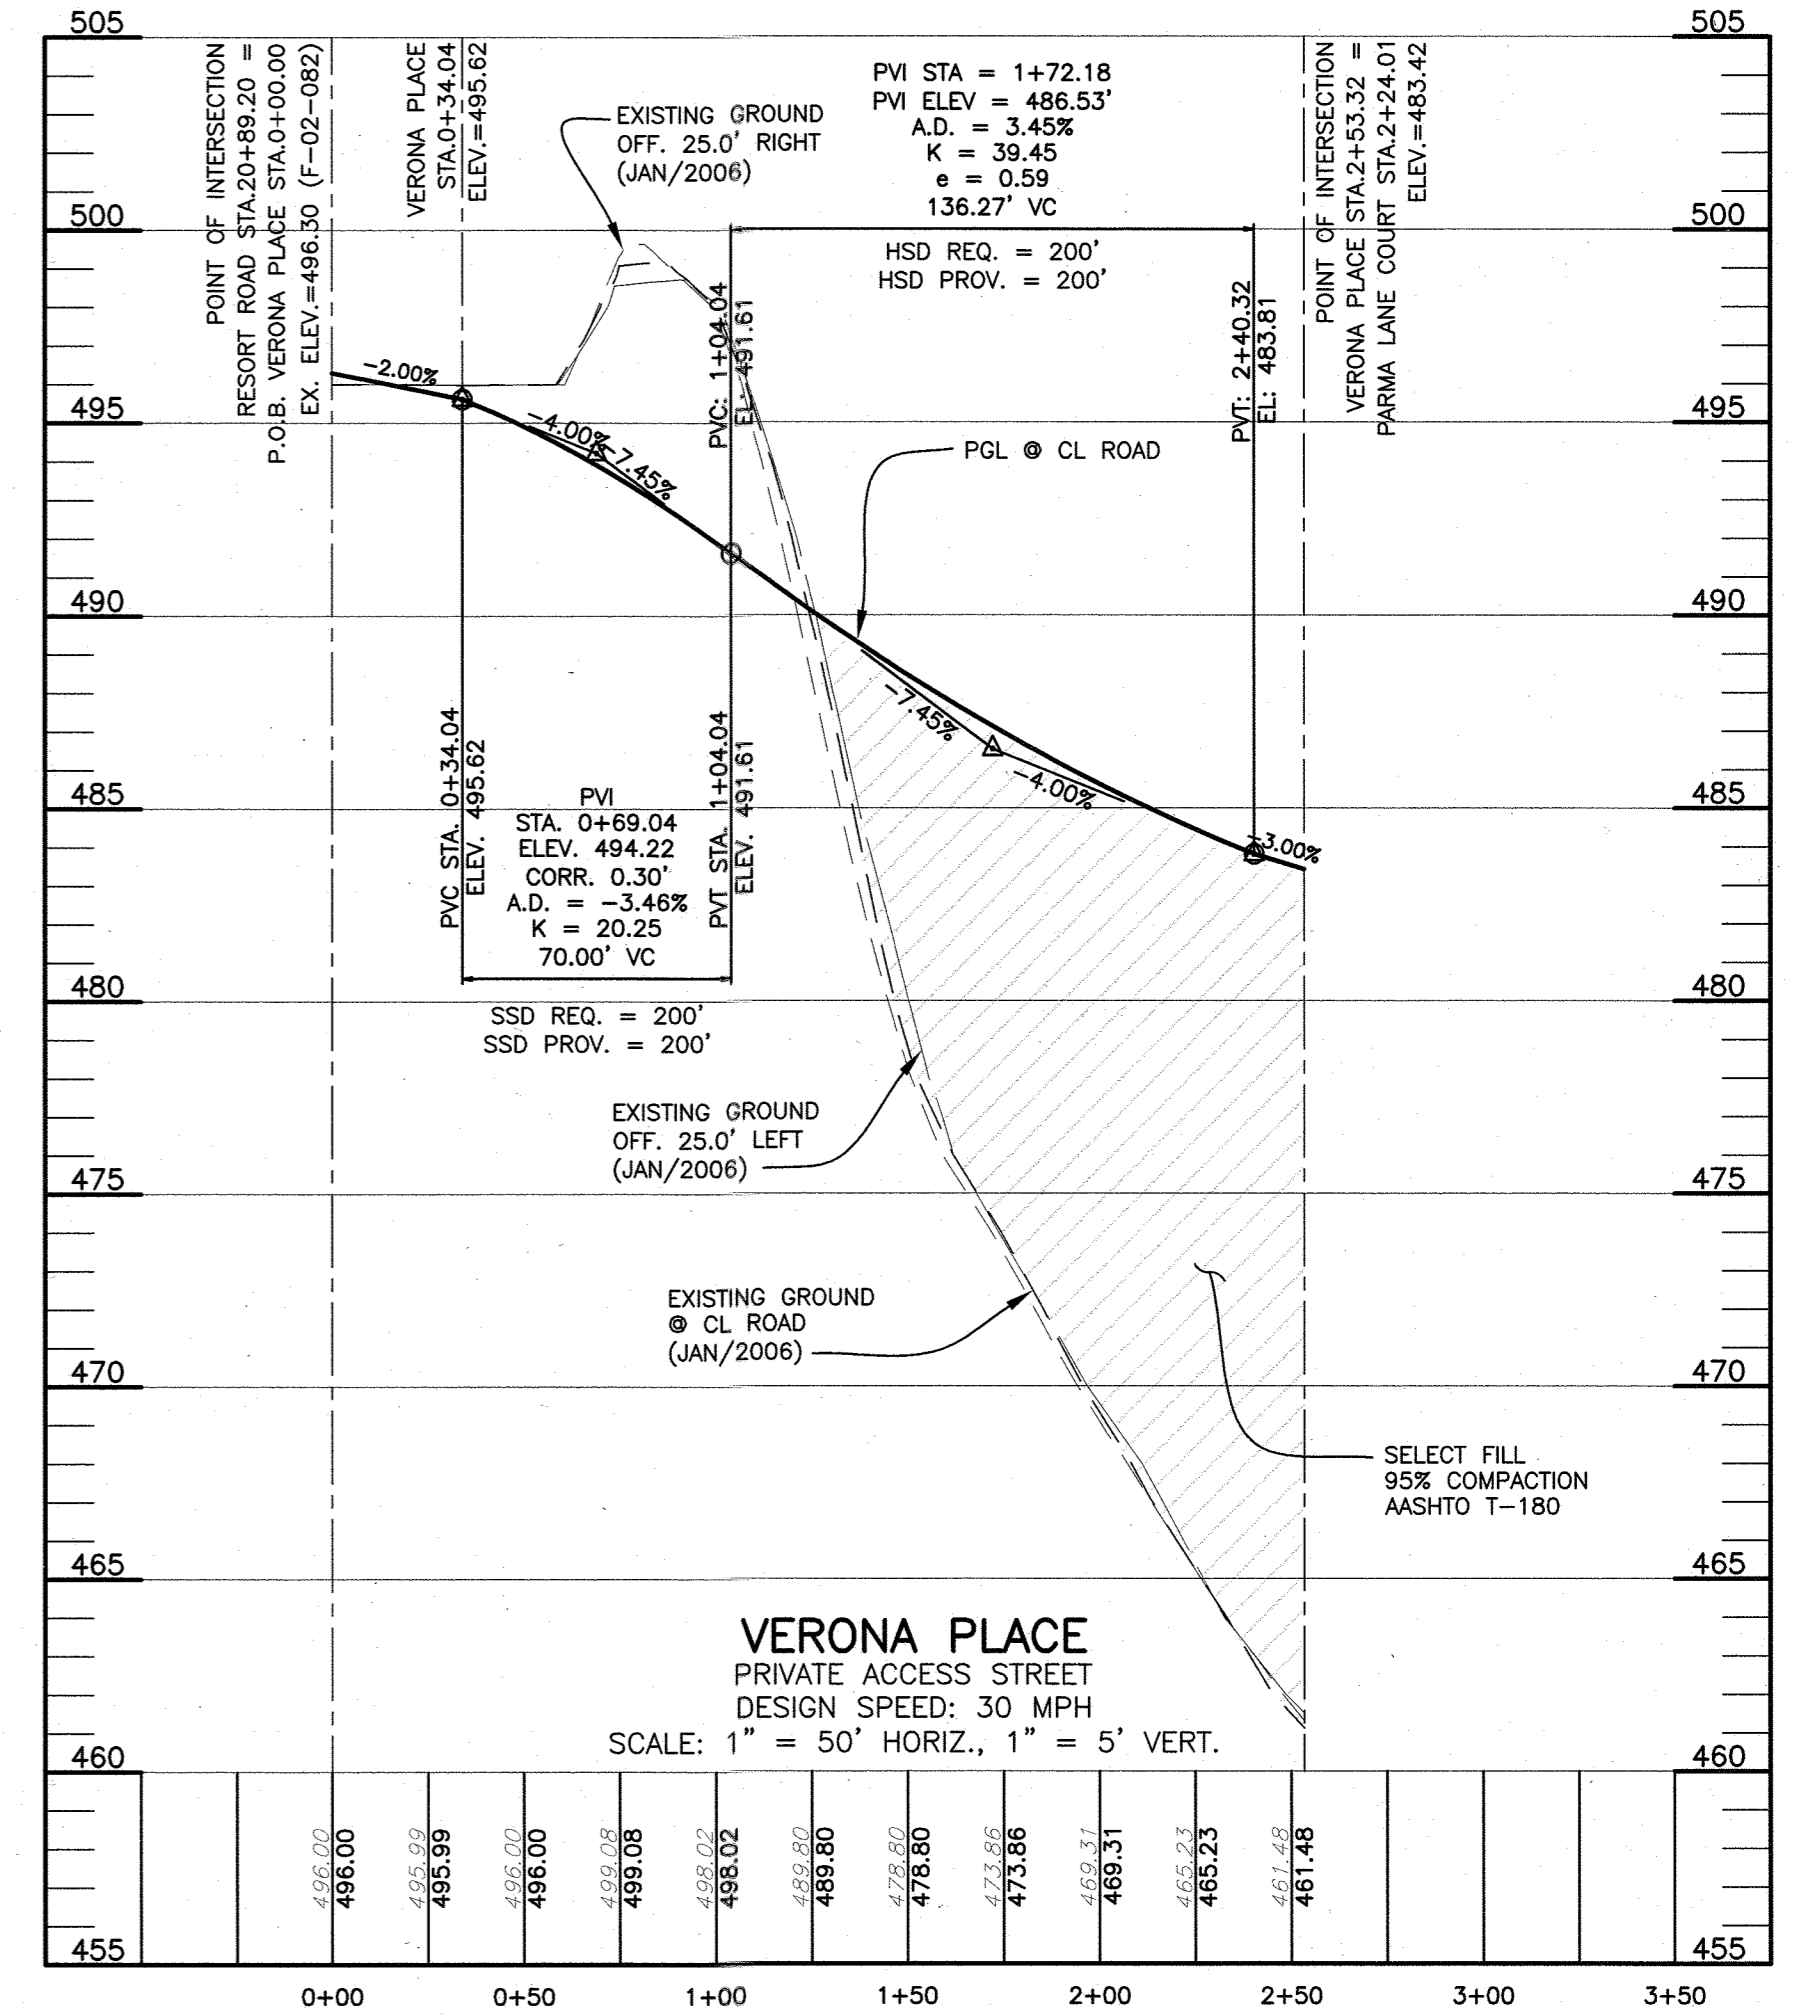 505
505
POINT OF INTERSECTION
RESORT ROAD STA.20+89.20 =
P.O.B. VERONA PLACE STA.0+00.00
EX. ELEV.=496.30 (F-02-082)
VERONA PLACE
STA.0+34.04
ELEV.=495.62
EXISTING GROUND
OFF. 25.0' RIGHT
(JAN/2006)
PVI STA = 1+72.18
PVI ELEV = 486.53'
A.D. = 3.45%
K = 39.45
e = 0.59
136.27' VC
HSD REQ. = 200'
HSD PROV. = 200'
POINT OF INTERSECTION
VERONA PLACE STA.2+53.32 =
PARMA LANE COURT STA.2+24.01
ELEV.=483.42
500
500
PVC: 1+04.04
EL: 491.61
PVT: 2+40.32
EL: 483.81
-2.00%
495
495
-4.00%
-7.45%
PGL @ CL ROAD
490
490
-7.45%
-4.00%
485
485
-3.00%
PVC STA. 0+34.04
ELEV. 495.62
PVI
STA. 0+69.04
ELEV. 494.22
CORR. 0.30'
A.D. = -3.46%
K = 20.25
70.00' VC
PVT STA. 1+04.04
ELEV. 491.61
480
480
SSD REQ. = 200'
SSD PROV. = 200'
EXISTING GROUND
OFF. 25.0' LEFT
(JAN/2006)
475
475
EXISTING GROUND
@ CL ROAD
(JAN/2006)
470
470
SELECT FILL
95% COMPACTION
AASHTO T-180
465
465
VERONA PLACE
PRIVATE ACCESS STREET
DESIGN SPEED: 30 MPH
SCALE: 1" = 50' HORIZ., 1" = 5' VERT.
460
460
496.00
496.00
495.99
495.99
496.00
496.00
499.08
499.08
498.02
498.02
489.80
489.80
478.80
478.80
473.86
473.86
469.31
469.31
465.23
465.23
461.48
461.48
455
455
0+00
0+50
1+00
1+50
2+00
2+50
3+00
3+50